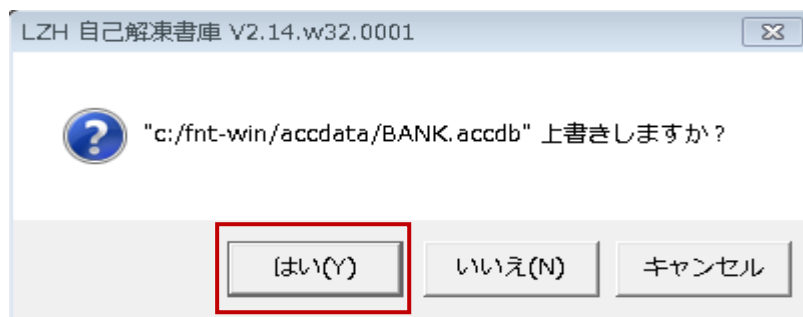 LZH 自己解凍書庫 V2.14.w32.0001
"c:/fnt-win/accdata/BANK.accdb" 上書きしますか？
はい(Y) いいえ(N) キャンセル